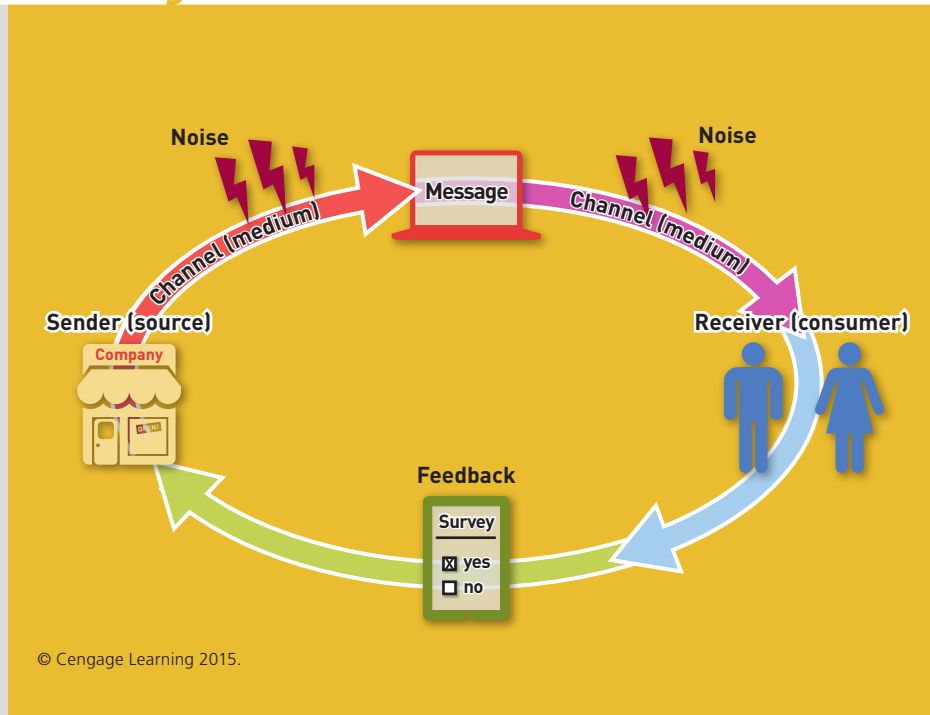 Noise
Noise
Message
Channel (medium)
Channel (medium)
Sender (source)
Receiver (consumer)
Company
OPEN!
Feedback
Survey
yes
no
© Cengage Learning 2015.